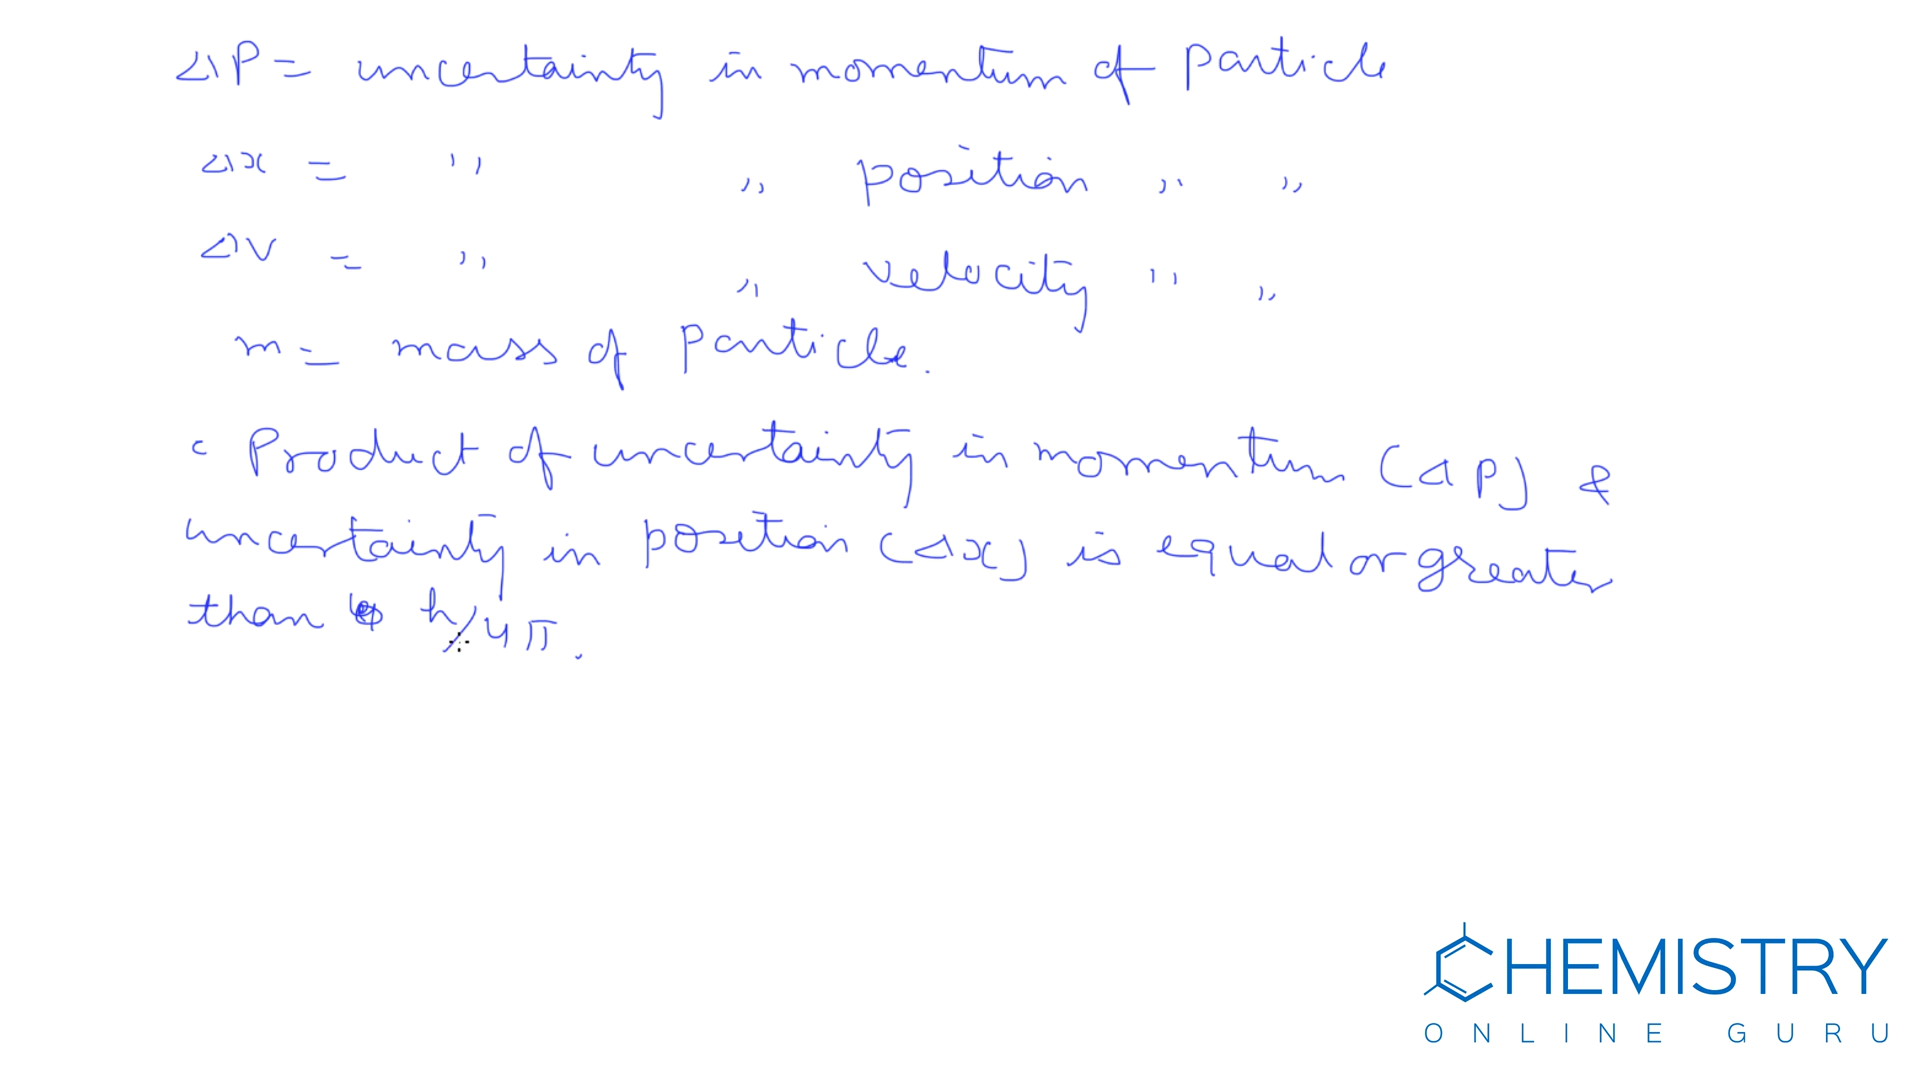 ΔP = uncertainty in momentum of particle
Δx = " " position " "
Δv = " " velocity " "
m = mass of particle.
Product of uncertainty in momentum (ΔP) &
uncertainty in position (Δx) is equal or greater
than h/4π.
CHEMISTRY
ONLINE GURU